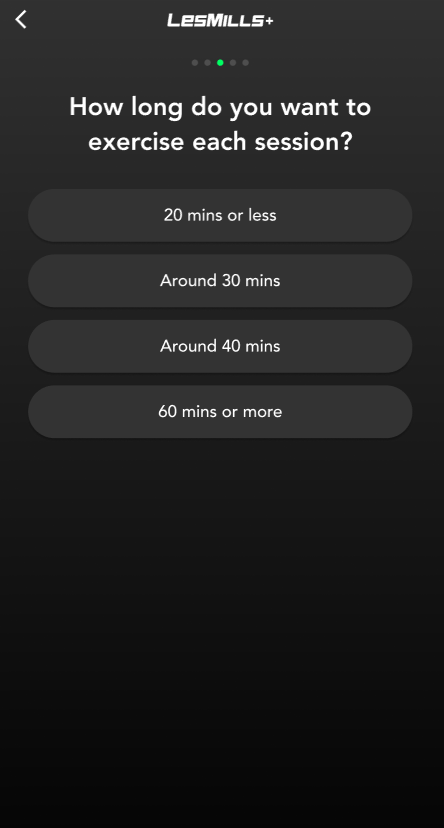 LesMills+
How long do you want to
exercise each session?
20 mins or less
Around 30 mins
Around 40 mins
60 mins or more